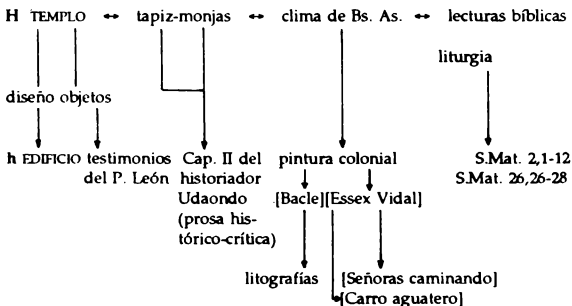 H TEMPLO ↔ tapiz-monjas ↔ clima de Bs. As. ↔ lecturas bíblicas
liturgia
diseño objetos
h EDIFICIO testimonios Cap. II del pintura colonial S.Mat. 2,1-12
del P. León historiador S.Mat. 26,26-28
Udaondo [Bacle][Essex Vidal]
(prosa his-
tórico-crítica)
litografías [Señoras caminando]
[Carro aguatero]